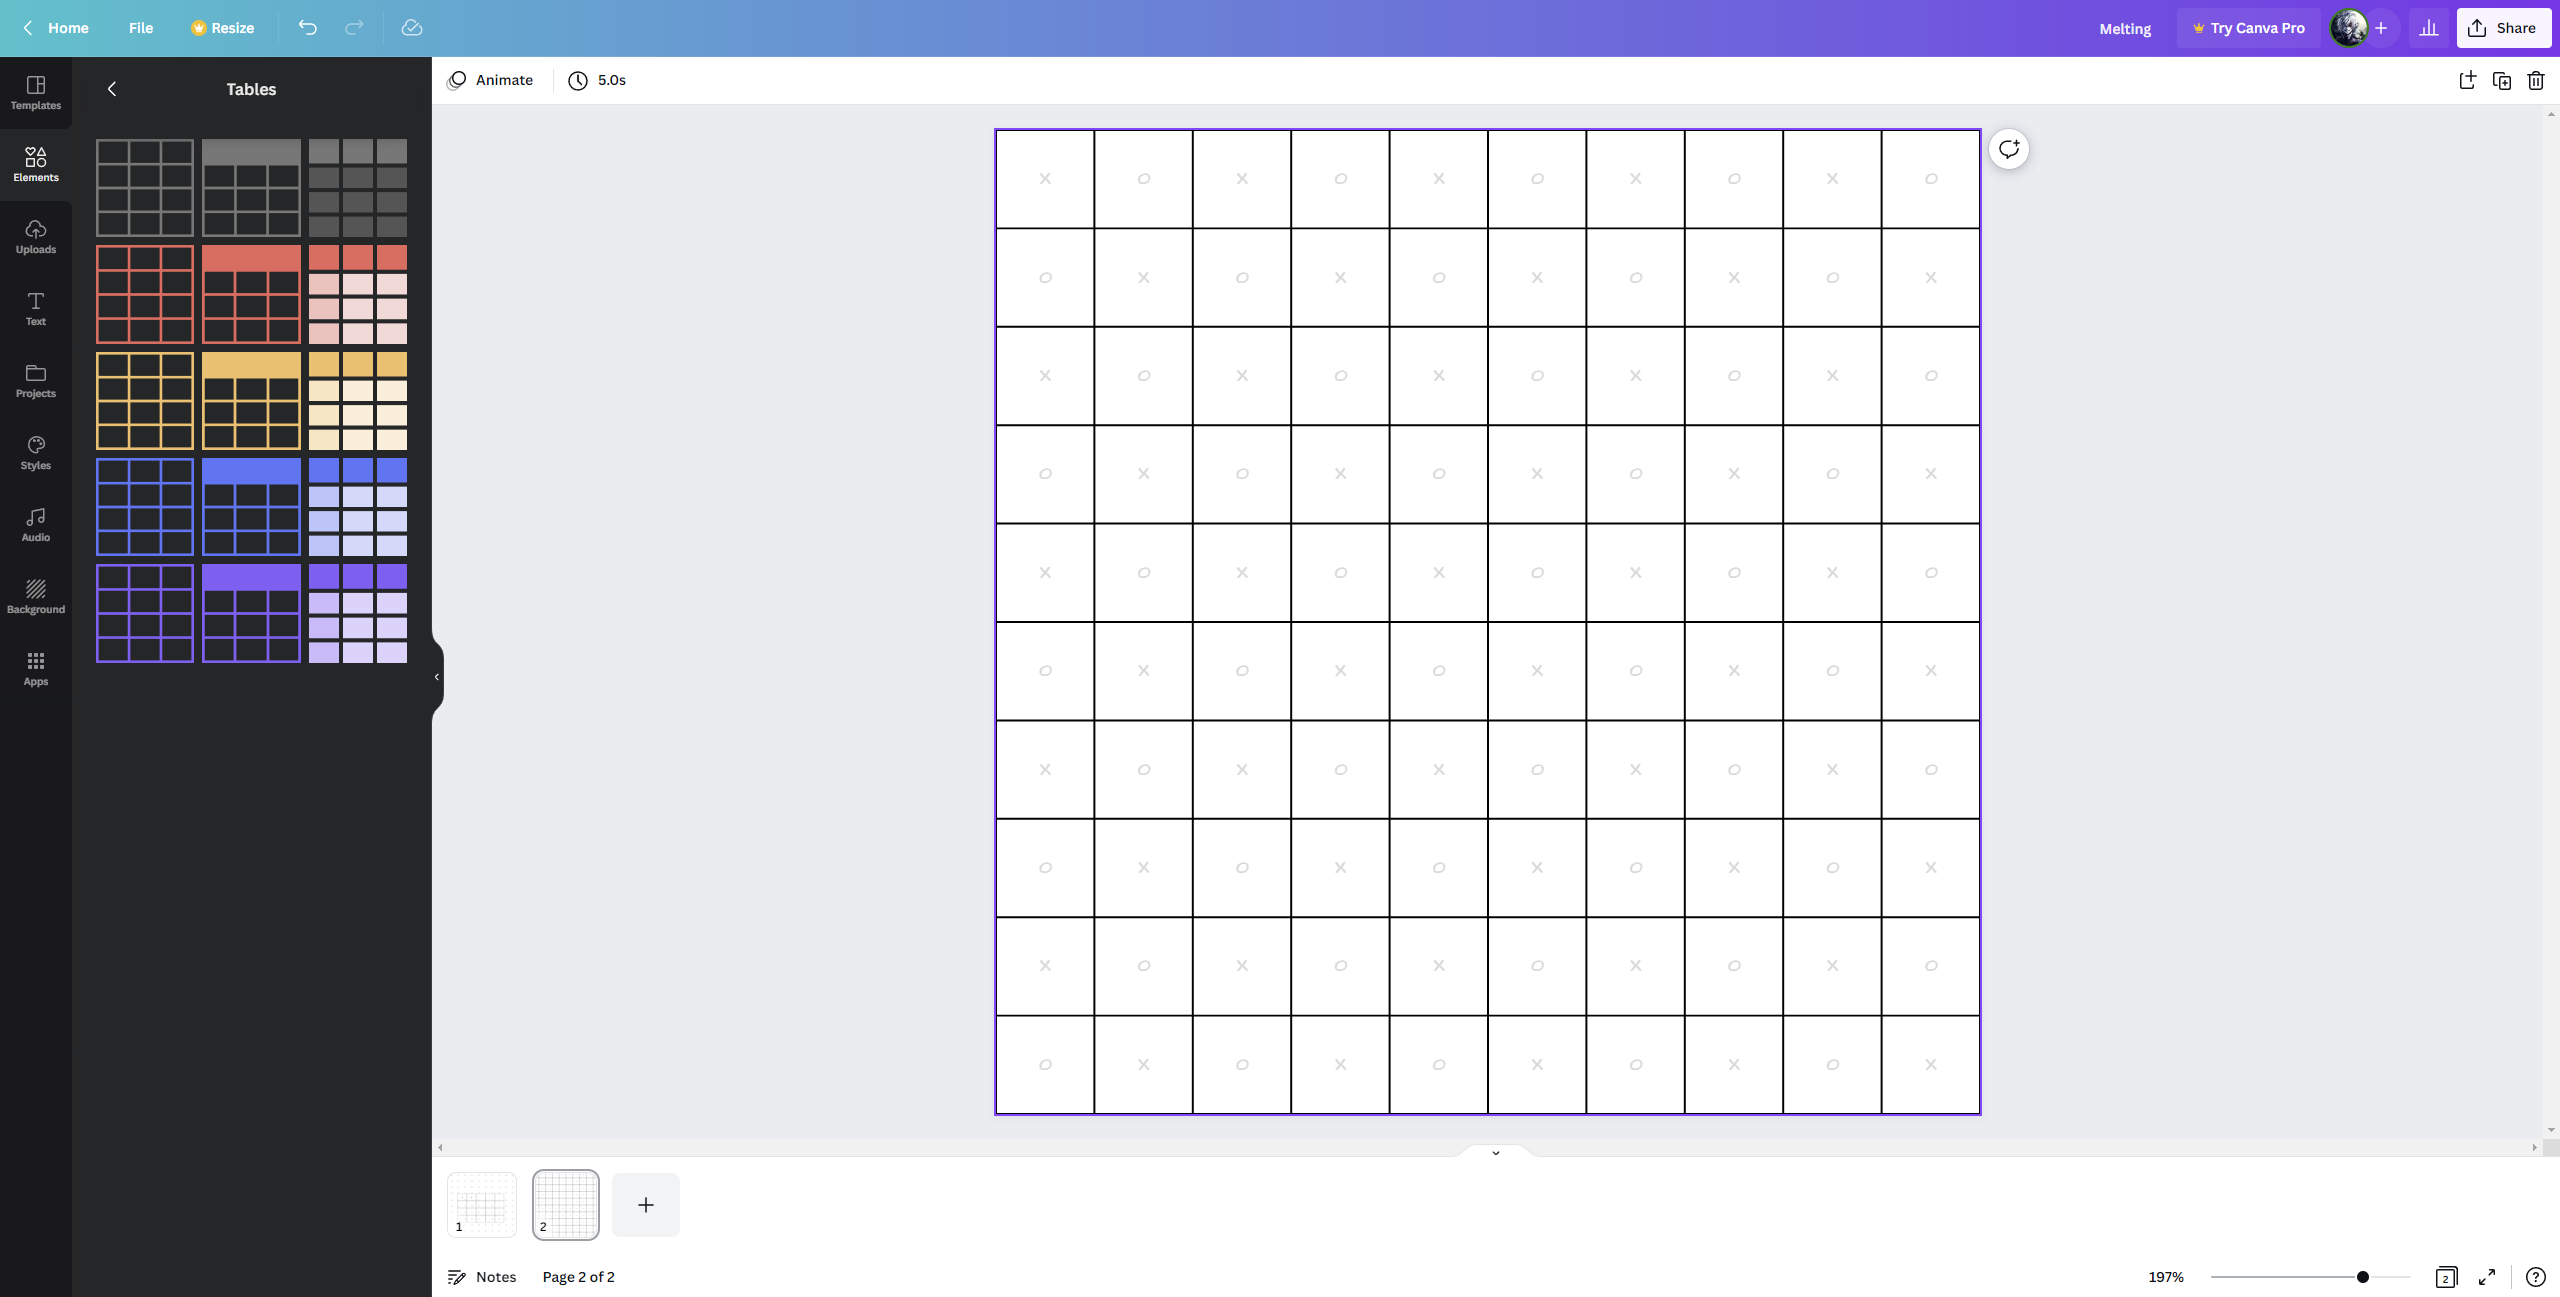 Home File Resize Melting Try Canva Pro Share
Templates
Elements
Uploads
Text
Projects
Styles
Audio
Background
Apps
Tables
Animate 5.0s
X O X O X O X O X O
O X O X O X O X O X
X O X O X O X O X O
O X O X O X O X O X
X O X O X O X O X O
O X O X O X O X O X
X O X O X O X O X O
O X O X O X O X O X
X O X O X O X O X O
O X O X O X O X O X
1 2
Notes Page 2 of 2 197% 2